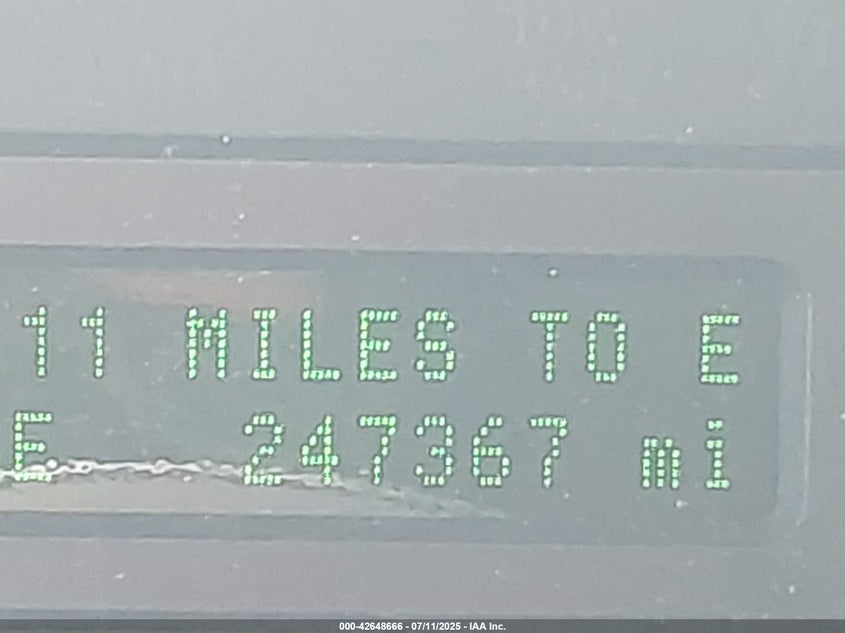 11 MILES TO E
E 247367 mi
000-42648666 - 07/11/2025 - IAA Inc.